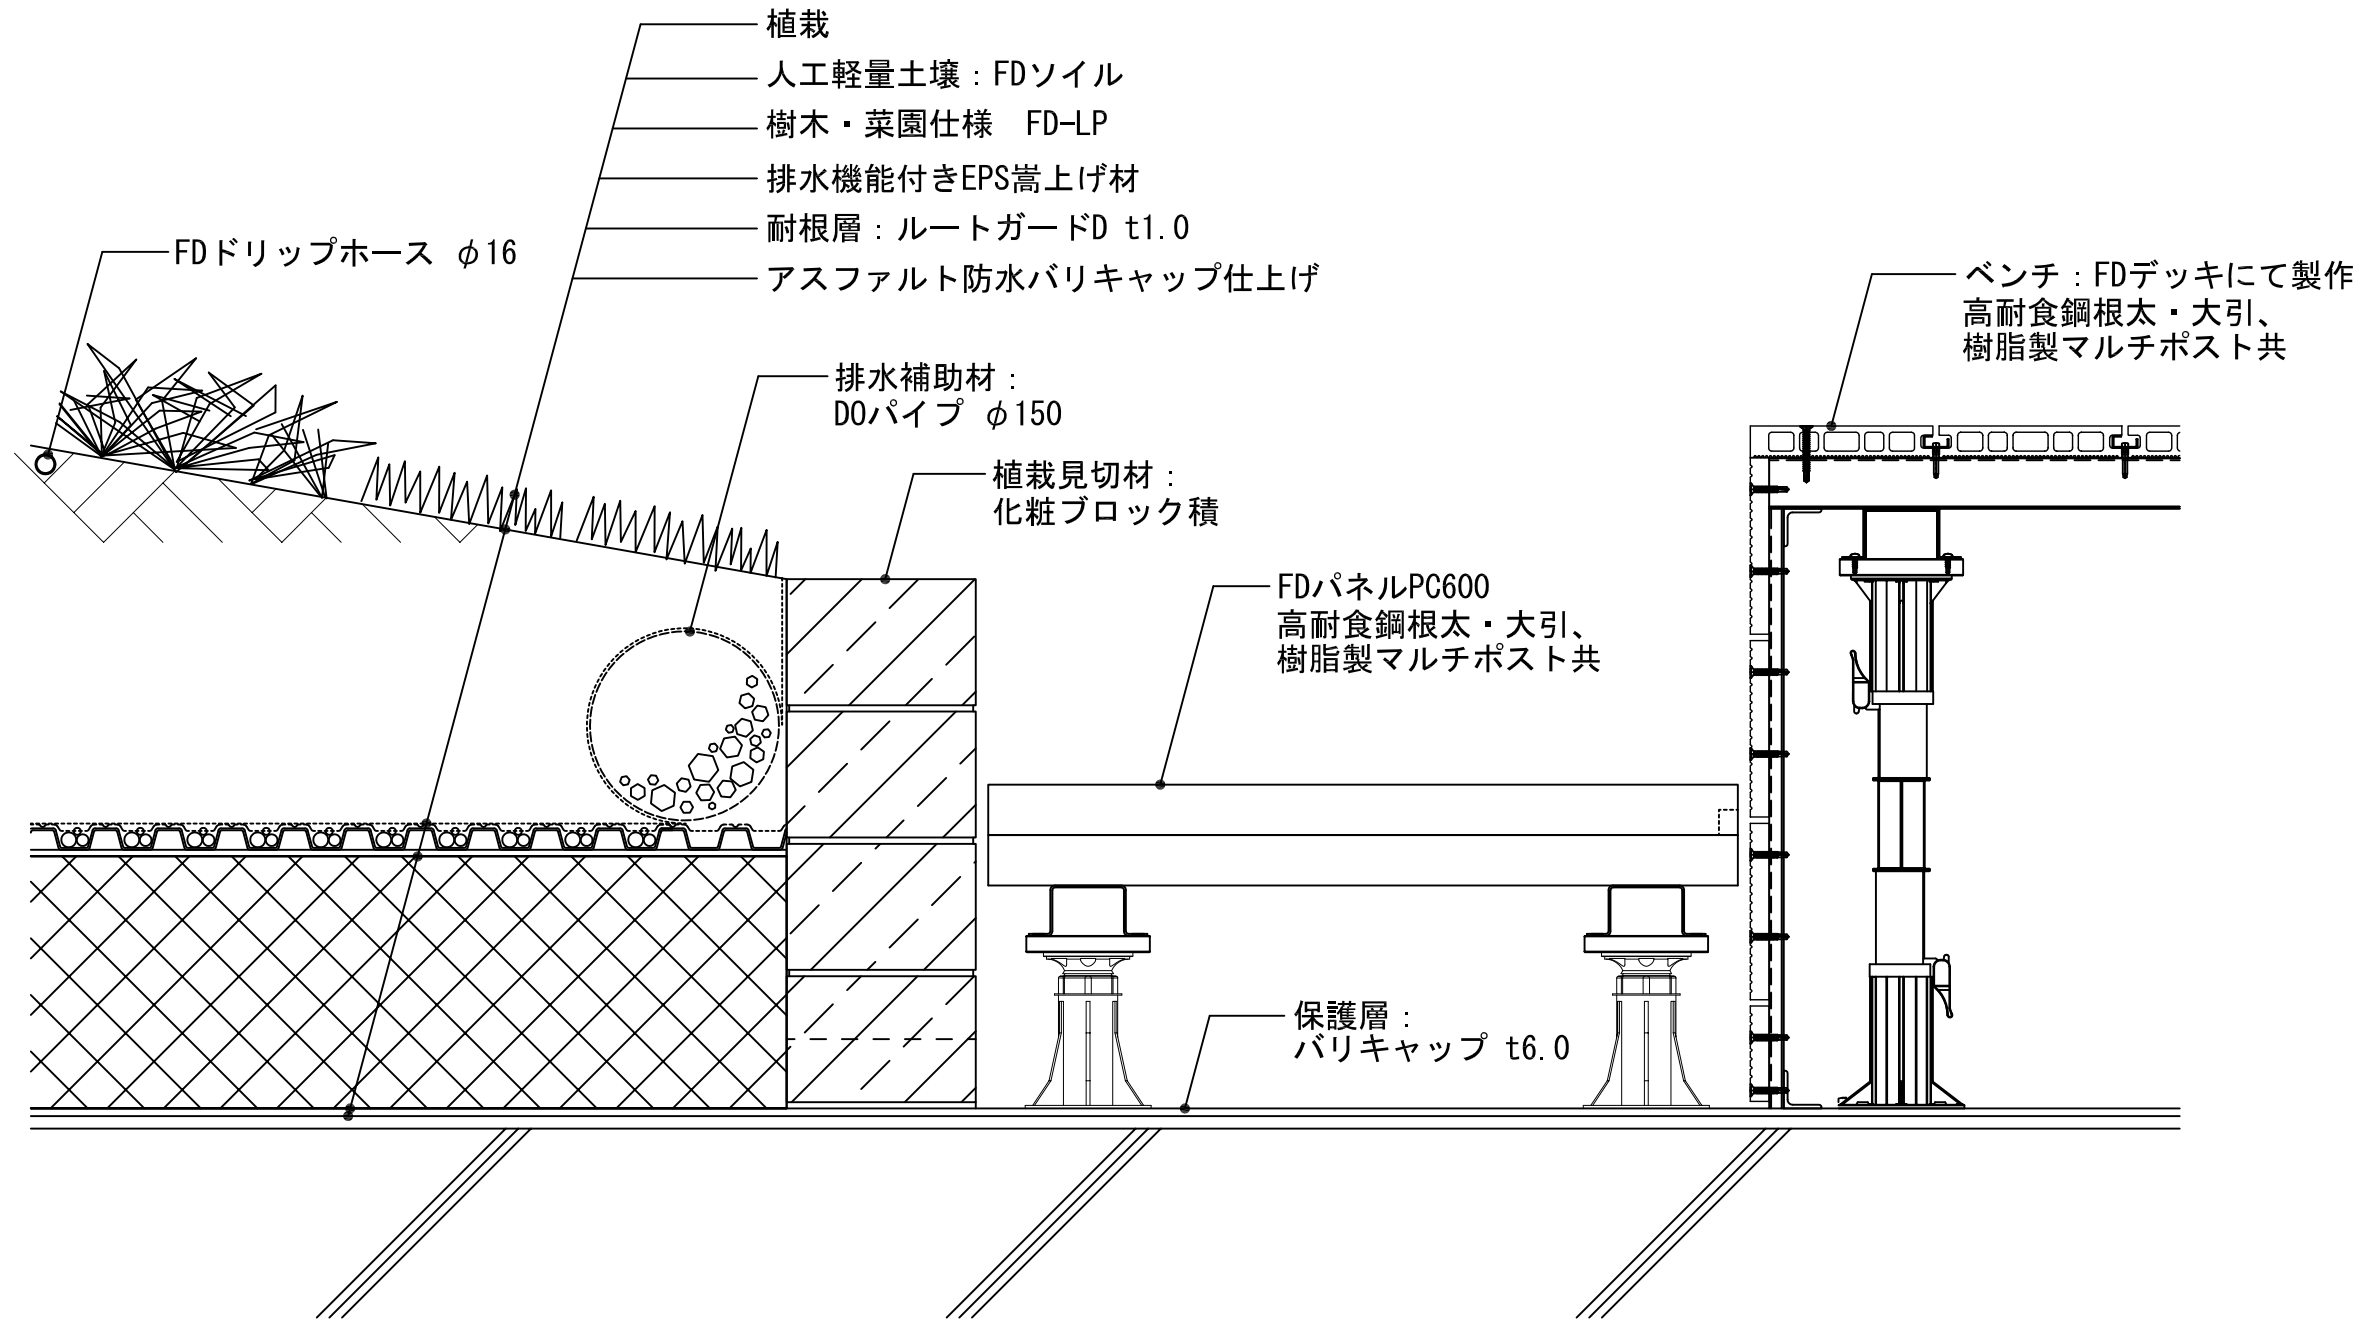 植栽
人工軽量土壌：FDソイル
樹木・菜園仕様　FD-LP
排水機能付きEPS嵩上げ材
耐根層：ルートガードD t1.0
アスファルト防水バリキャップ仕上げ
FDドリップホース φ16
ベンチ：FDデッキにて製作
高耐食鋼根太・大引、
樹脂製マルチポスト共
排水補助材：
DOパイプ φ150
植栽見切材：
化粧ブロック積
FDパネルPC600
高耐食鋼根太・大引、
樹脂製マルチポスト共
保護層：
バリキャップ t6.0